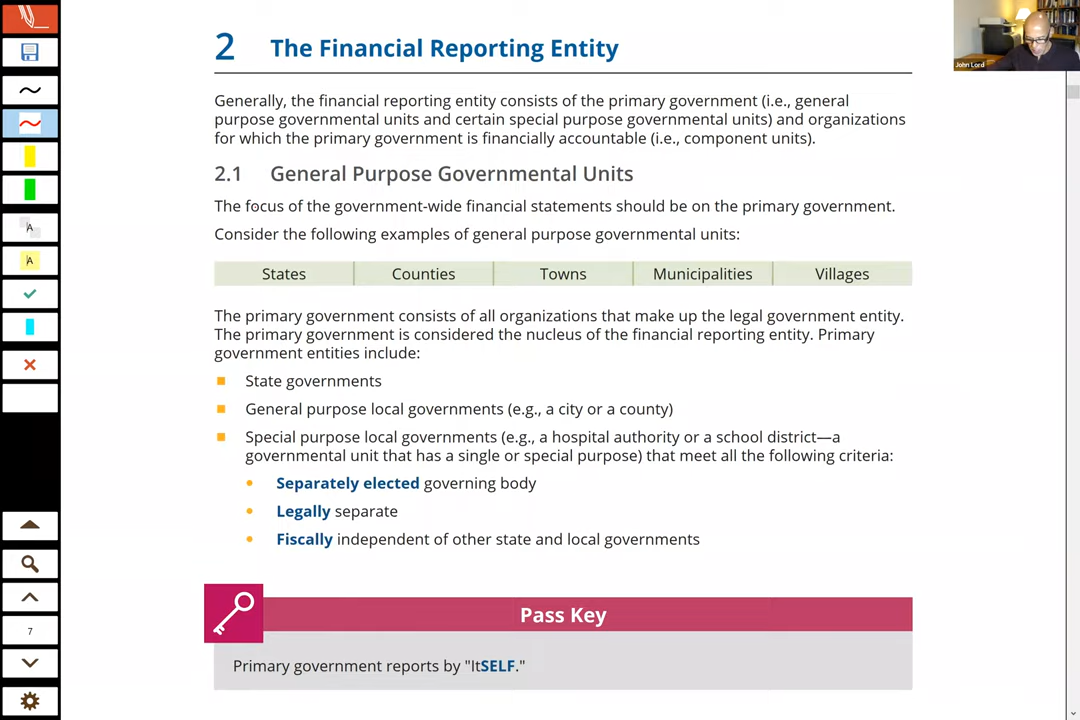 2 The Financial Reporting Entity
John Lord
Generally, the financial reporting entity consists of the primary government (i.e., general
purpose governmental units and certain special purpose governmental units) and organizations
for which the primary government is financially accountable (i.e., component units).
2.1 General Purpose Governmental Units
The focus of the government-wide financial statements should be on the primary government.
Consider the following examples of general purpose governmental units:
States Counties Towns Municipalities Villages
The primary government consists of all organizations that make up the legal government entity.
The primary government is considered the nucleus of the financial reporting entity. Primary
government entities include:
State governments
General purpose local governments (e.g., a city or a county)
Special purpose local governments (e.g., a hospital authority or a school district—a
governmental unit that has a single or special purpose) that meet all the following criteria:
Separately elected governing body
Legally separate
Fiscally independent of other state and local governments
Pass Key
Primary government reports by "ItSELF."
A
A
7